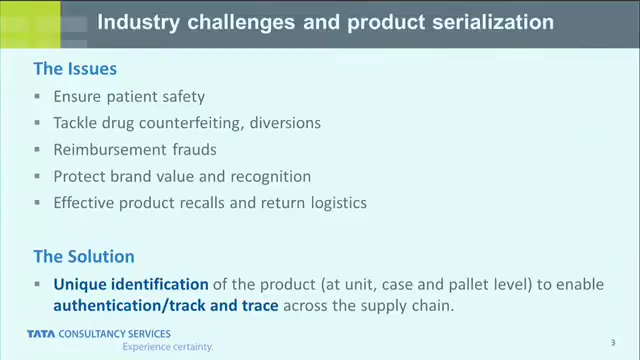 Industry challenges and product serialization
The Issues
▪ Ensure patient safety
▪ Tackle drug counterfeiting, diversions
▪ Reimbursement frauds
▪ Protect brand value and recognition
▪ Effective product recalls and return logistics
The Solution
▪ Unique identification of the product (at unit, case and pallet level) to enable
authentication/track and trace across the supply chain.
TATA CONSULTANCY SERVICES
Experience certainty.
3